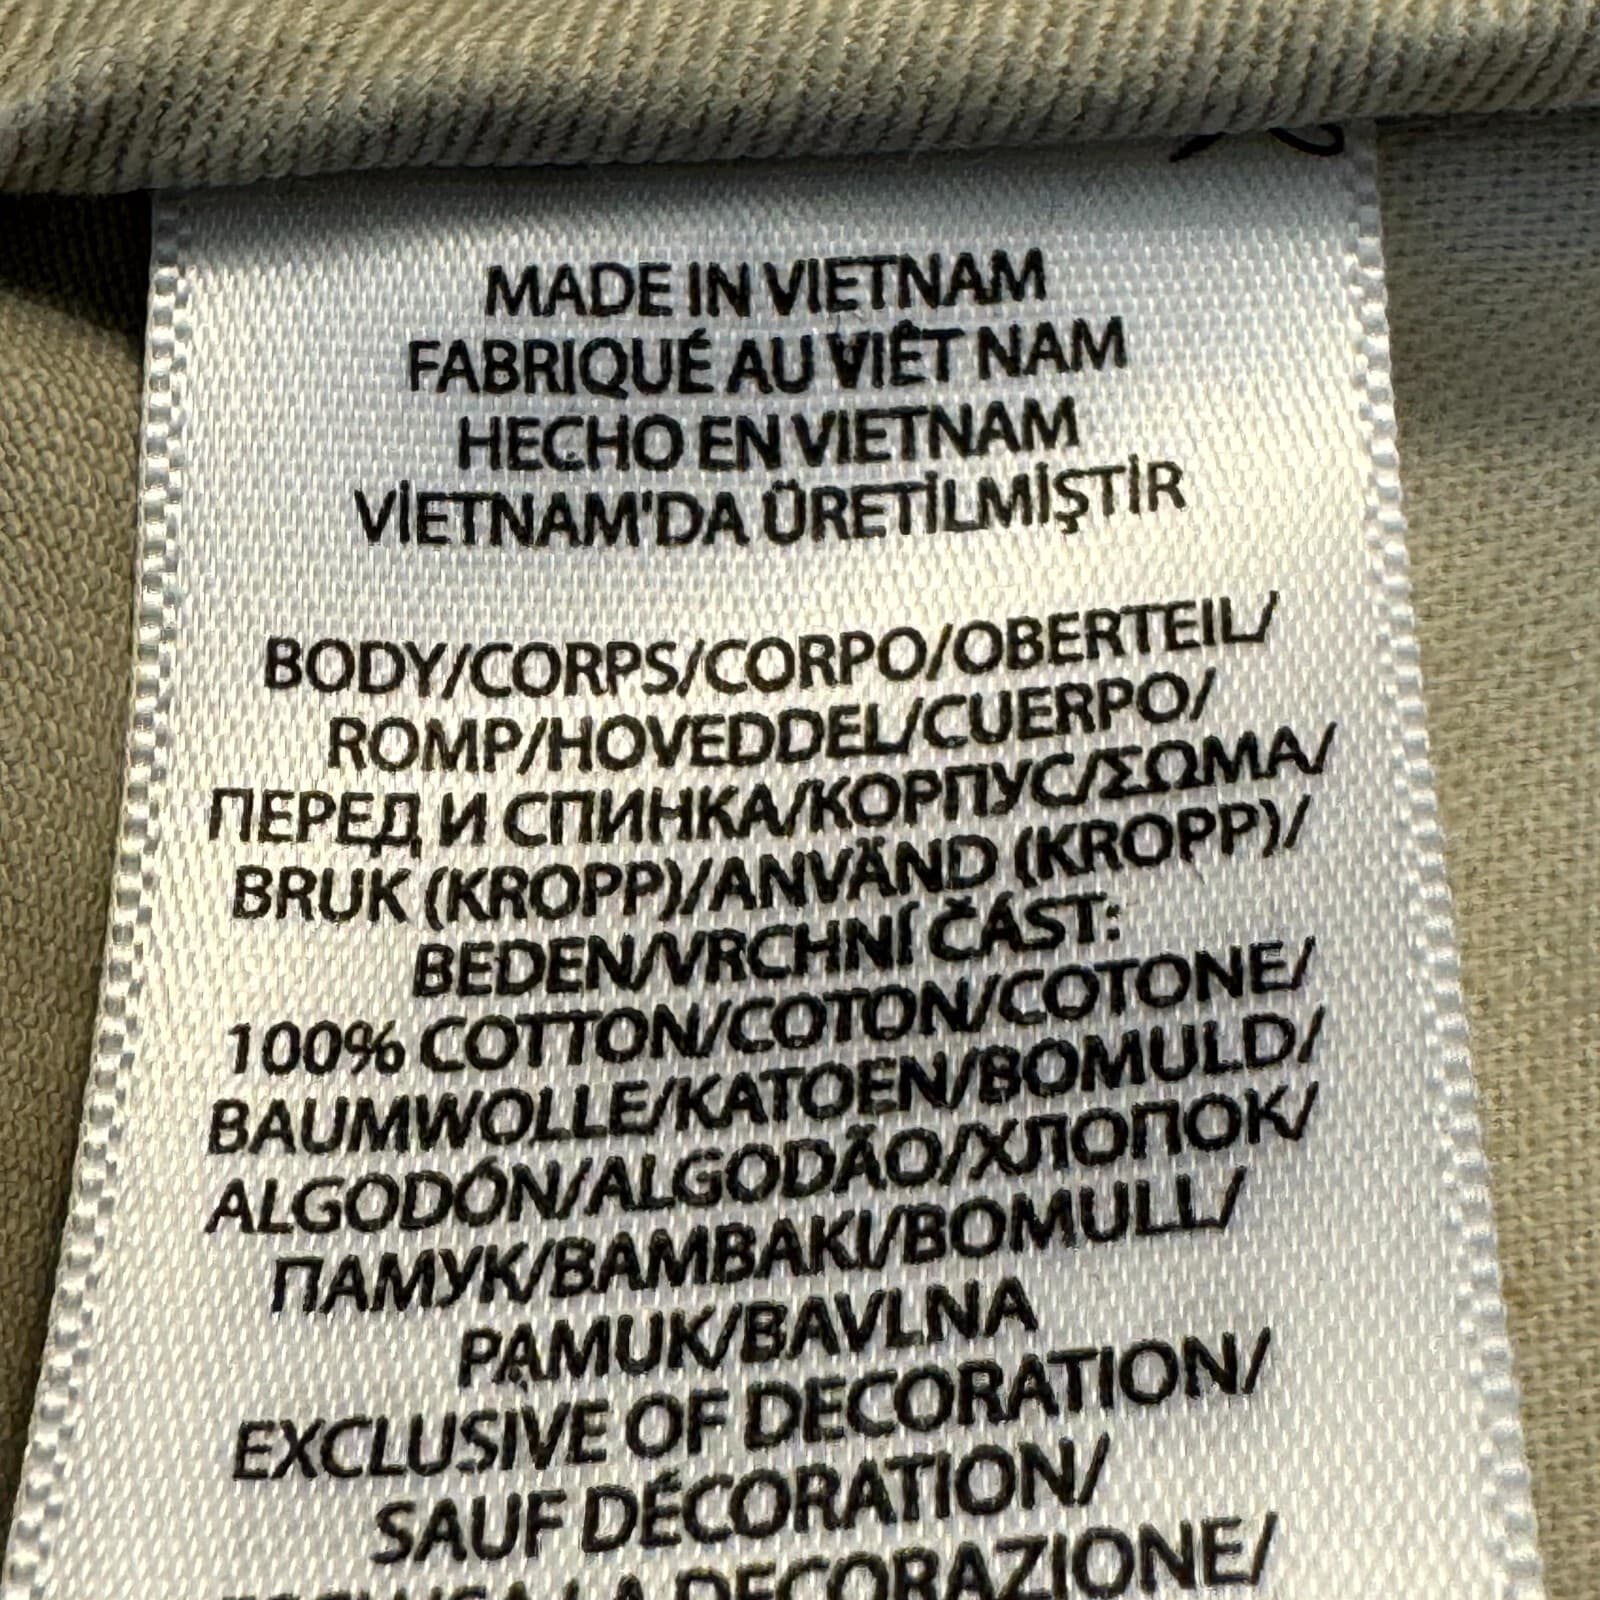 MADE IN VIETNAM
FABRIQUÉ AU VIÊT NAM
HECHO EN VIETNAM
VİETNAM'DA ÜRETİLMİŞTİR
BODY/CORPS/CORPO/OBERTEIL/
ROMP/HOVEDDEL/CUERPO/
ПЕРЕД И СПИНКА/КОРПУС/ΣΩΜΑ/
BRUK (KROPP)/ANVÄND (KROPP)/
BEDEN/VRCHNÍ ČÁST:
100% COTTON/COTON/COTONE/
BAUMWOLLE/KATOEN/BOMULD/
ALGODÓN/ALGODÃO/ХЛОПОК/
ПАМУК/BAMBAKI/BOMULL/
PAMUK/BAVLNA
EXCLUSIVE OF DECORATION/
SAUF DÉCORATION/
LA DECORAZIONE/